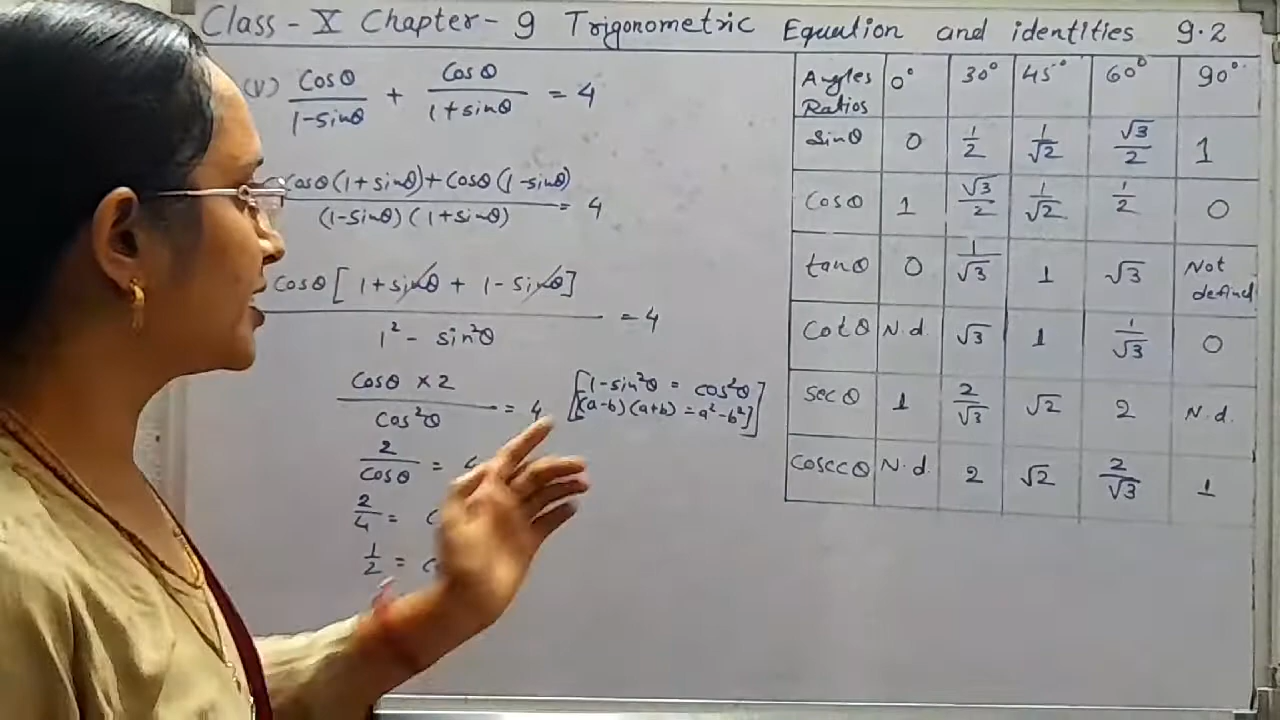 Class - X Chapter - 9 Trigonometric Equation and identities 9.2
(V) Cosθ/1-sinθ + Cosθ/1+sinθ = 4
Cosθ(1+sinθ)+Cosθ(1-sinθ)/(1-sinθ)(1+sinθ) = 4
Cosθ[1+sinθ + 1-sinθ]/1²- sin²θ = 4
Cosθ × 2/Cos²θ = 4
[1-sin²θ = cos²θ]
[(a-b)(a+b) = a²-b²]
2/Cosθ = 4
2/4 =
1/2 =
Angles Ratios 0° 30° 45° 60° 90°
Sinθ 0 1/2 1/√2 √3/2 1
Cosθ 1 √3/2 1/√2 1/2 0
tanθ 0 1/√3 1 √3 Not defined
Cotθ N.d. √3 1 1/√3 0
secθ 1 2/√3 √2 2 N.d.
Cosecθ N.d. 2 √2 2/√3 1